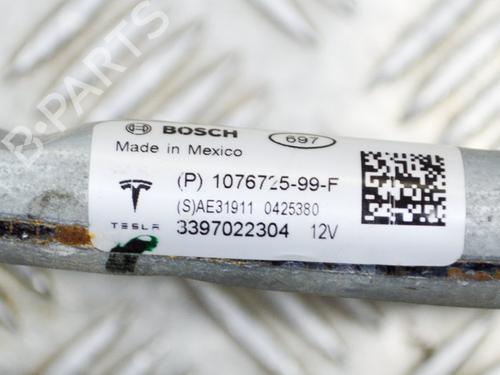 BOSCH
697
Made in Mexico
TESLA
(P) 1076725-99-F
(S)AE31911 0425380
3397022304 12V
B-PARTS